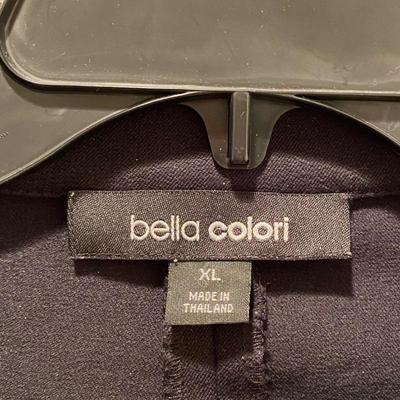 bella colori
XL
MADE IN
THAILAND